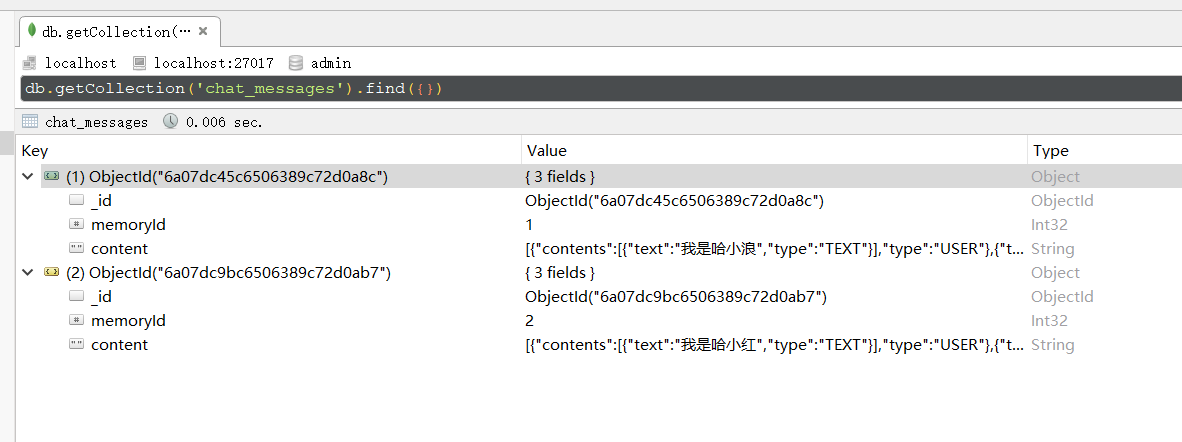 db.getCollection(⋯
localhost localhost:27017 admin
db.getCollection('chat_messages').find({})
chat_messages 0.006 sec.
Key Value Type
(1) ObjectId("6a07dc45c6506389c72d0a8c") { 3 fields } Object
_id ObjectId("6a07dc45c6506389c72d0a8c") ObjectId
memoryId 1 Int32
content [{"contents":[{"text":"我是哈小浪","type":"TEXT"}],"type":"USER"},{"t... String
(2) ObjectId("6a07dc9bc6506389c72d0ab7") { 3 fields } Object
_id ObjectId("6a07dc9bc6506389c72d0ab7") ObjectId
memoryId 2 Int32
content [{"contents":[{"text":"我是哈小红","type":"TEXT"}],"type":"USER"},{"t... String